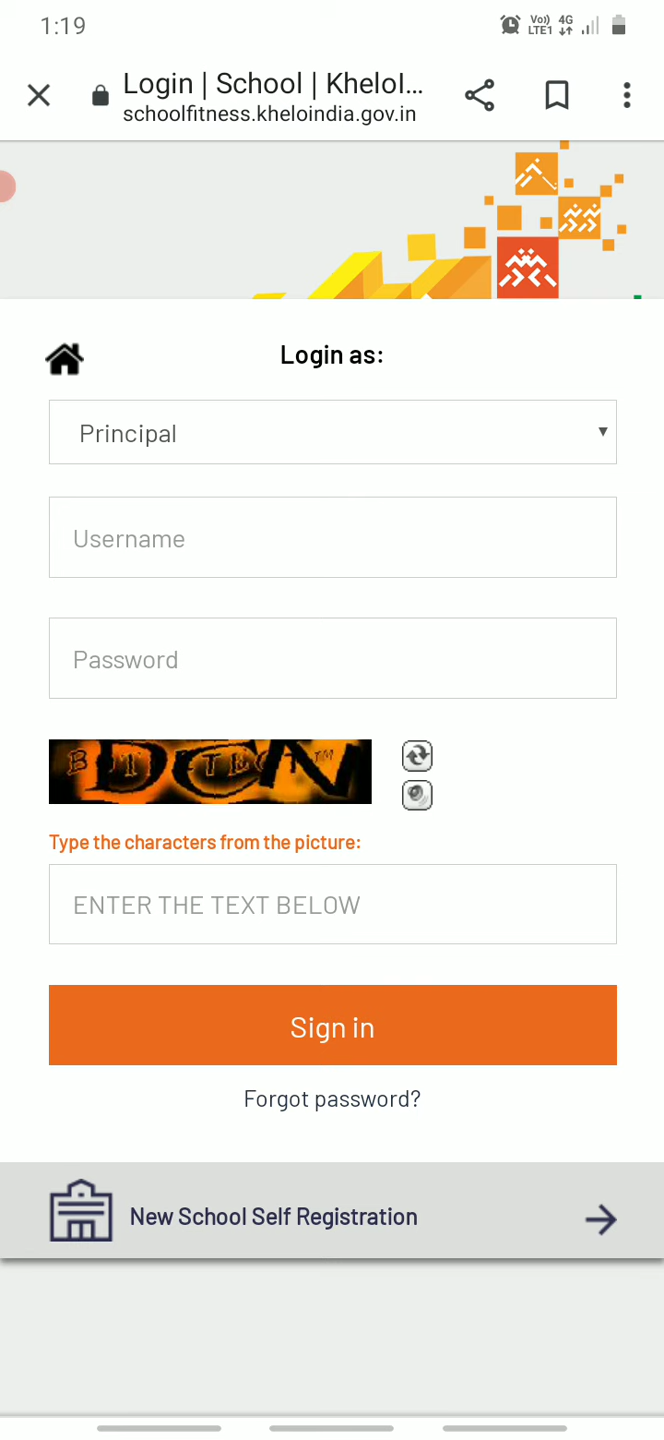 1:19
Vo)) 4G
LTE1
Login | School | KheloI...
schoolfitness.kheloindia.gov.in
Login as:
Principal
Username
Password
Type the characters from the picture:
ENTER THE TEXT BELOW
Sign in
Forgot password?
New School Self Registration